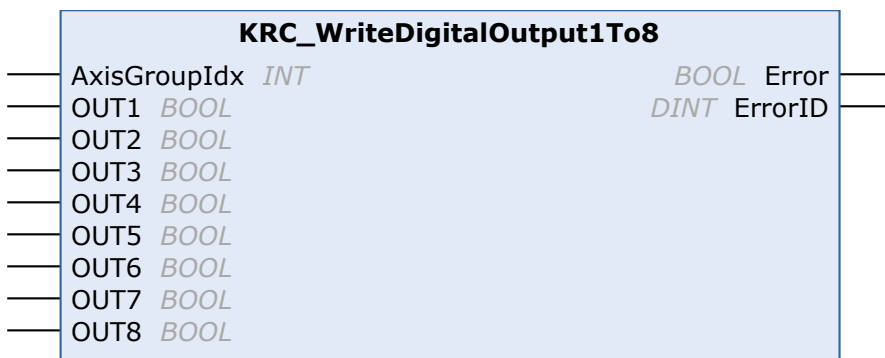 KRC_WriteDigitalOutput1To8
AxisGroupIdx INT BOOL Error
OUT1 BOOL DINT ErrorID
OUT2 BOOL
OUT3 BOOL
OUT4 BOOL
OUT5 BOOL
OUT6 BOOL
OUT7 BOOL
OUT8 BOOL